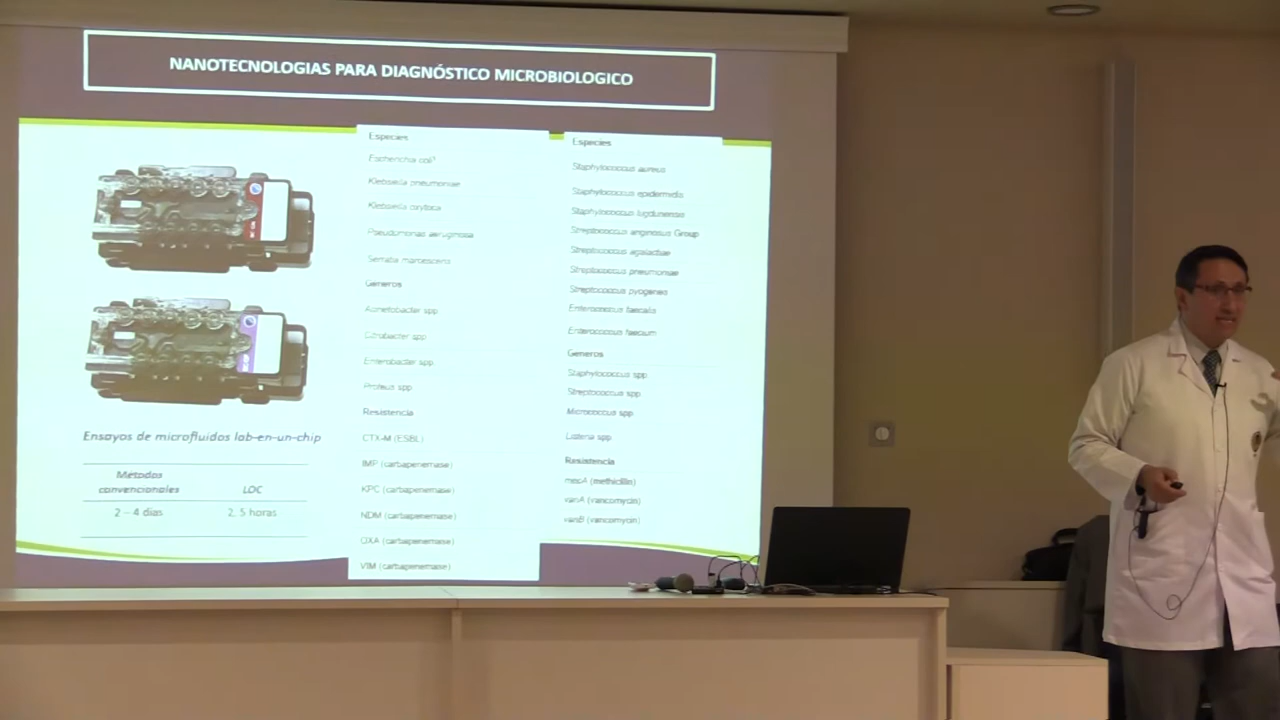 NANOTECNOLOGIAS PARA DIAGNÓSTICO MICROBIOLOGICO
Ensayos de microfluidos lab-en-un-chip
Métodos convencionales
LOC
2 - 4 días
2, 5 horas
Especies
Escherichia coli
Klebsiella pneumoniae
Klebsiella oxytoca
Pseudomonas aeruginosa
Serratia marcescens
Géneros
Acinetobacter spp
Citrobacter spp
Enterobacter spp
Proteus spp
Resistencia
CTX-M (ESBL)
IMP (carbapenemase)
KPC (carbapenemase)
NDM (carbapenemase)
OXA (carbapenemase)
VIM (carbapenemase)
Especies
Staphylococcus aureus
Staphylococcus epidermidis
Staphylococcus lugdunensis
Streptococcus anginosus Group
Streptococcus agalactiae
Streptococcus pneumoniae
Streptococcus pyogenes
Enterococcus faecalis
Enterococcus faecium
Géneros
Staphylococcus spp
Streptococcus spp
Micrococcus spp
Listeria spp
Resistencia
mecA (methicillin)
vanA (vancomycin)
vanB (vancomycin)